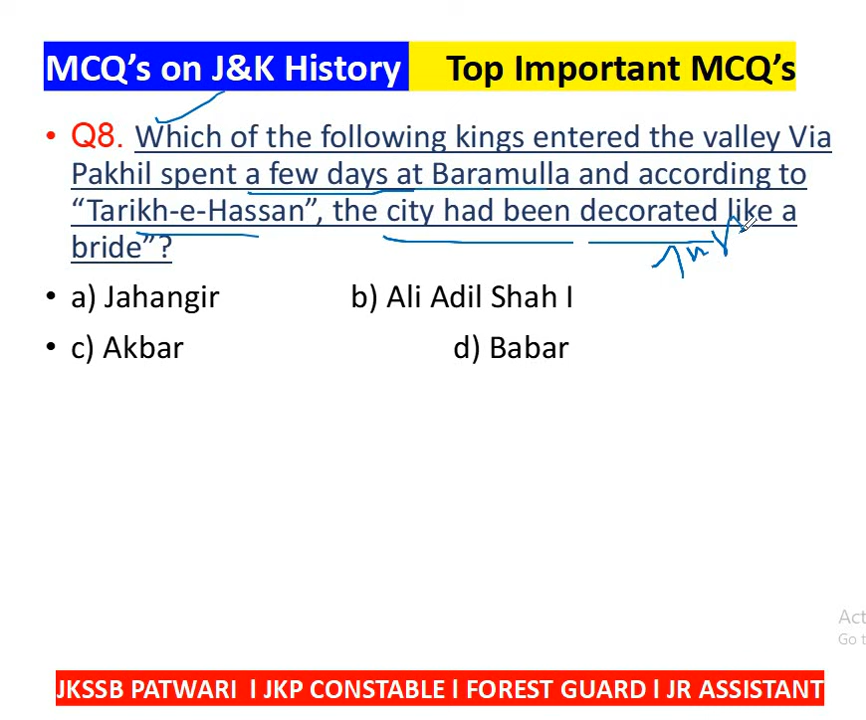 MCQ’s on J&K History Top Important MCQ’s
• Q8. Which of the following kings entered the valley Via
Pakhil spent a few days at Baramulla and according to
“Tarikh-e-Hassan”, the city had been decorated like a
bride”?
• a) Jahangir b) Ali Adil Shah I
• c) Akbar d) Babar
Act
Go t
JKSSB PATWARI I JKP CONSTABLE l FOREST GUARD l JR ASSISTANT